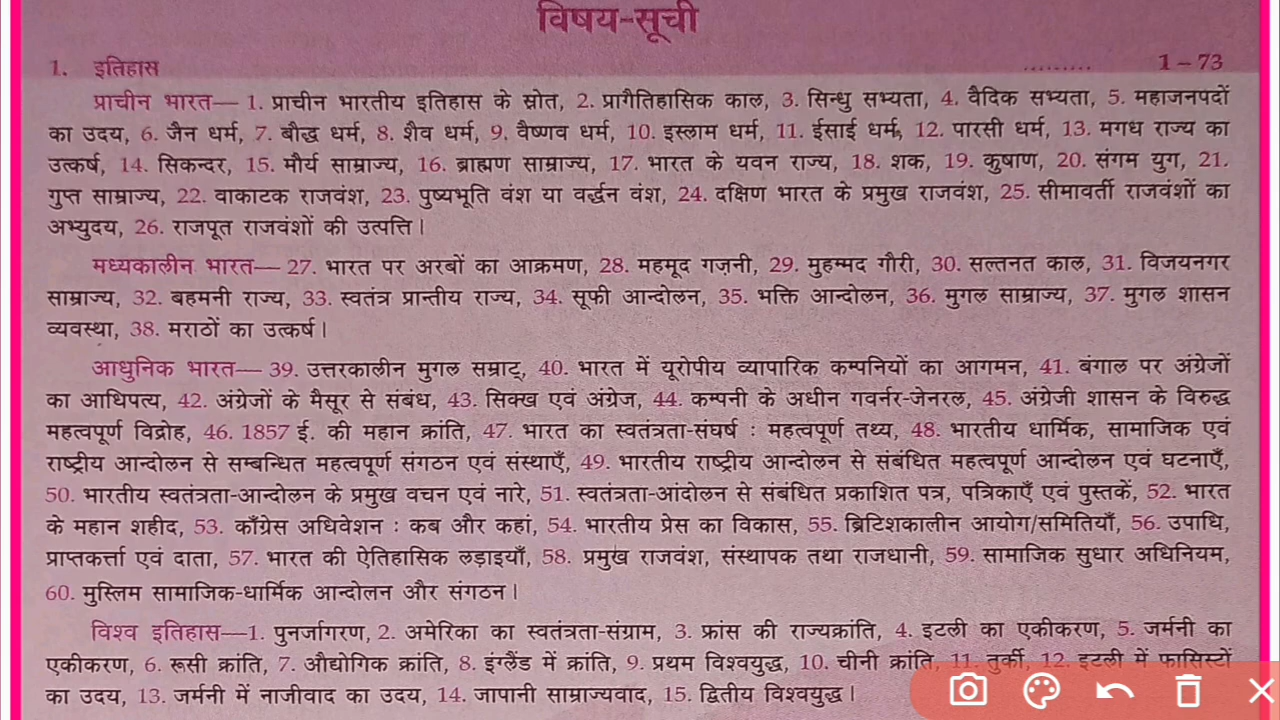 विषय-सूची
1. इतिहास ......... 1 – 73
प्राचीन भारत— 1. प्राचीन भारतीय इतिहास के स्रोत, 2. प्रागैतिहासिक काल, 3. सिन्धु सभ्यता, 4. वैदिक सभ्यता, 5. महाजनपदों
का उदय, 6. जैन धर्म, 7. बौद्ध धर्म, 8. शैव धर्म, 9. वैष्णव धर्म, 10. इस्लाम धर्म, 11. ईसाई धर्म, 12. पारसी धर्म, 13. मगध राज्य का
उत्कर्ष, 14. सिकन्दर, 15. मौर्य साम्राज्य, 16. ब्राह्मण साम्राज्य, 17. भारत के यवन राज्य, 18. शक, 19. कुषाण, 20. संगम युग, 21.
गुप्त साम्राज्य, 22. वाकाटक राजवंश, 23. पुष्यभूति वंश या वर्द्धन वंश, 24. दक्षिण भारत के प्रमुख राजवंश, 25. सीमावर्ती राजवंशों का
अभ्युदय, 26. राजपूत राजवंशों की उत्पत्ति।
मध्यकालीन भारत— 27. भारत पर अरबों का आक्रमण, 28. महमूद गज़नी, 29. मुहम्मद गौरी, 30. सल्तनत काल, 31. विजयनगर
साम्राज्य, 32. बहमनी राज्य, 33. स्वतंत्र प्रान्तीय राज्य, 34. सूफी आन्दोलन, 35. भक्ति आन्दोलन, 36. मुगल साम्राज्य, 37. मुगल शासन
व्यवस्था, 38. मराठों का उत्कर्ष।
आधुनिक भारत— 39. उत्तरकालीन मुगल सम्राट्, 40. भारत में यूरोपीय व्यापारिक कम्पनियों का आगमन, 41. बंगाल पर अंग्रेजों
का आधिपत्य, 42. अंग्रेजों के मैसूर से संबंध, 43. सिक्ख एवं अंग्रेज, 44. कम्पनी के अधीन गवर्नर-जेनरल, 45. अंग्रेजी शासन के विरुद्ध
महत्वपूर्ण विद्रोह, 46. 1857 ई. की महान क्रांति, 47. भारत का स्वतंत्रता-संघर्ष : महत्वपूर्ण तथ्य, 48. भारतीय धार्मिक, सामाजिक एवं
राष्ट्रीय आन्दोलन से सम्बन्धित महत्वपूर्ण संगठन एवं संस्थाएँ, 49. भारतीय राष्ट्रीय आन्दोलन से संबंधित महत्वपूर्ण आन्दोलन एवं घटनाएँ,
50. भारतीय स्वतंत्रता-आन्दोलन के प्रमुख वचन एवं नारे, 51. स्वतंत्रता-आंदोलन से संबंधित प्रकाशित पत्र, पत्रिकाएँ एवं पुस्तकें, 52. भारत
के महान शहीद, 53. काँग्रेस अधिवेशन : कब और कहां, 54. भारतीय प्रेस का विकास, 55. ब्रिटिशकालीन आयोग/समितियाँ, 56. उपाधि,
प्राप्तकर्त्ता एवं दाता, 57. भारत की ऐतिहासिक लड़ाइयाँ, 58. प्रमुख राजवंश, संस्थापक तथा राजधानी, 59. सामाजिक सुधार अधिनियम,
60. मुस्लिम सामाजिक-धार्मिक आन्दोलन और संगठन।
विश्व इतिहास—1. पुनर्जागरण, 2. अमेरिका का स्वतंत्रता-संग्राम, 3. फ्रांस की राज्यक्रांति, 4. इटली का एकीकरण, 5. जर्मनी का
एकीकरण, 6. रूसी क्रांति, 7. औद्योगिक क्रांति, 8. इंग्लैंड में क्रांति, 9. प्रथम विश्वयुद्ध, 10. चीनी क्रांति, 11. तुर्की, 12. इटली में फासिस्टों
का उदय, 13. जर्मनी में नाजीवाद का उदय, 14. जापानी साम्राज्यवाद, 15. द्वितीय विश्वयुद्ध।